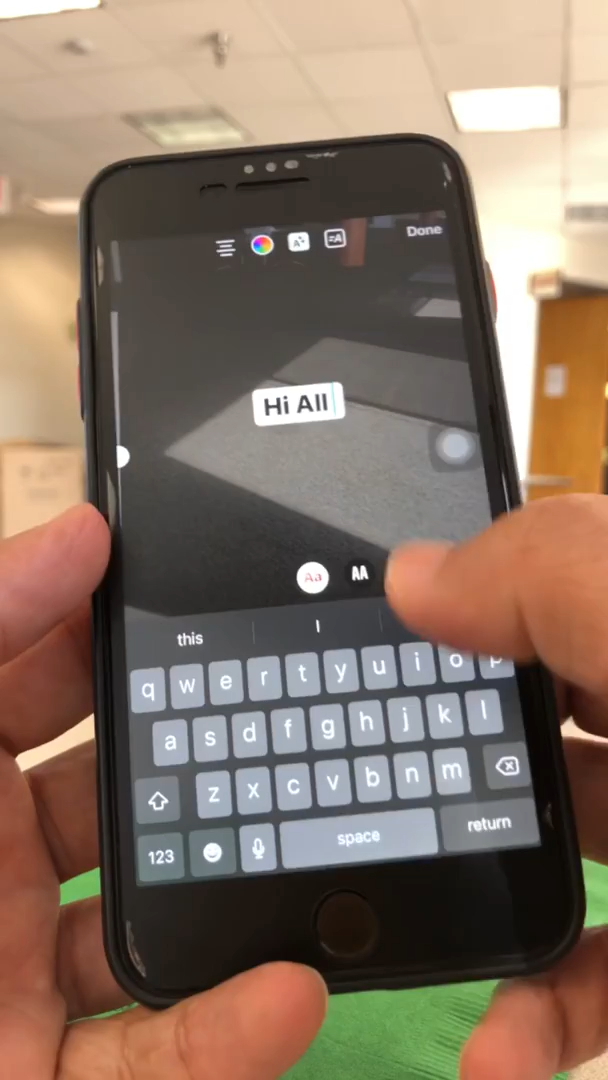 =A
Done
Hi All
Aa
AA
this
I
q w e r t y u i o p
a s d f g h j k l
z x c v b n m
123
space
return